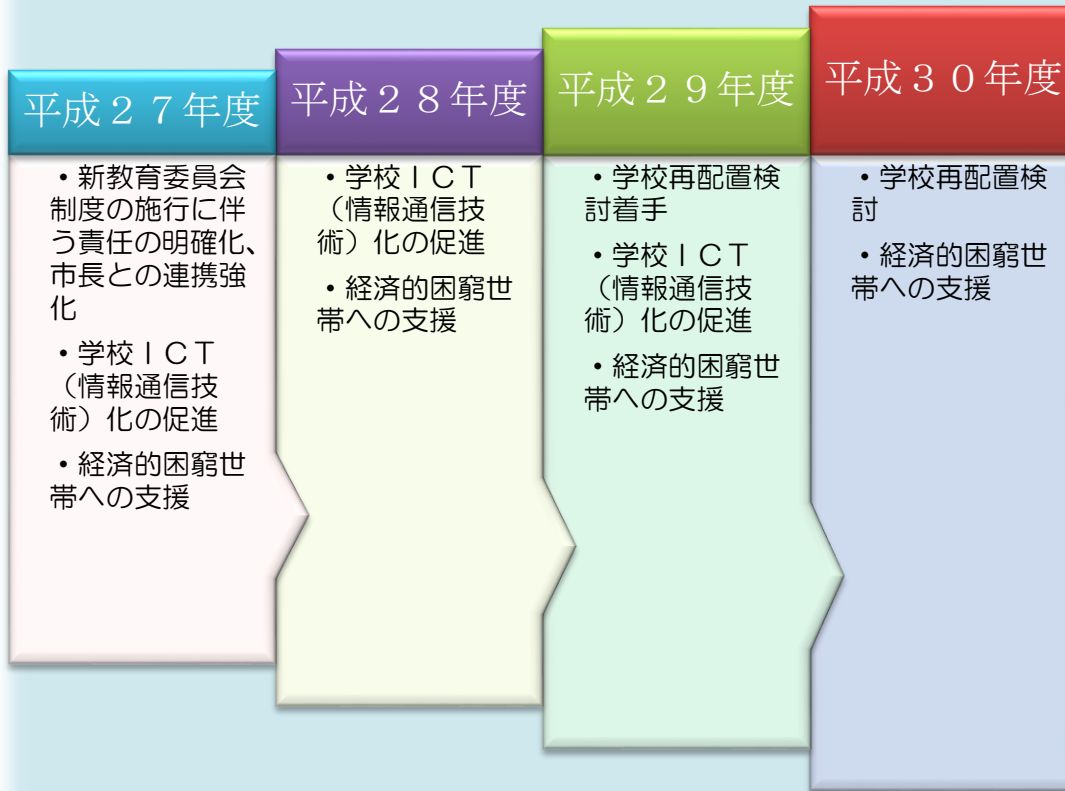 平成２７年度
・新教育委員会
制度の施行に伴
う責任の明確化、
市長との連携強
化
・学校ＩＣＴ
（情報通信技
術）化の促進
・経済的困窮世
帯への支援
平成２８年度
・学校ＩＣＴ
（情報通信技
術）化の促進
・経済的困窮世
帯への支援
平成２９年度
・学校再配置検
討着手
・学校ＩＣＴ
（情報通信技
術）化の促進
・経済的困窮世
帯への支援
平成３０年度
・学校再配置検
討
・経済的困窮世
帯への支援